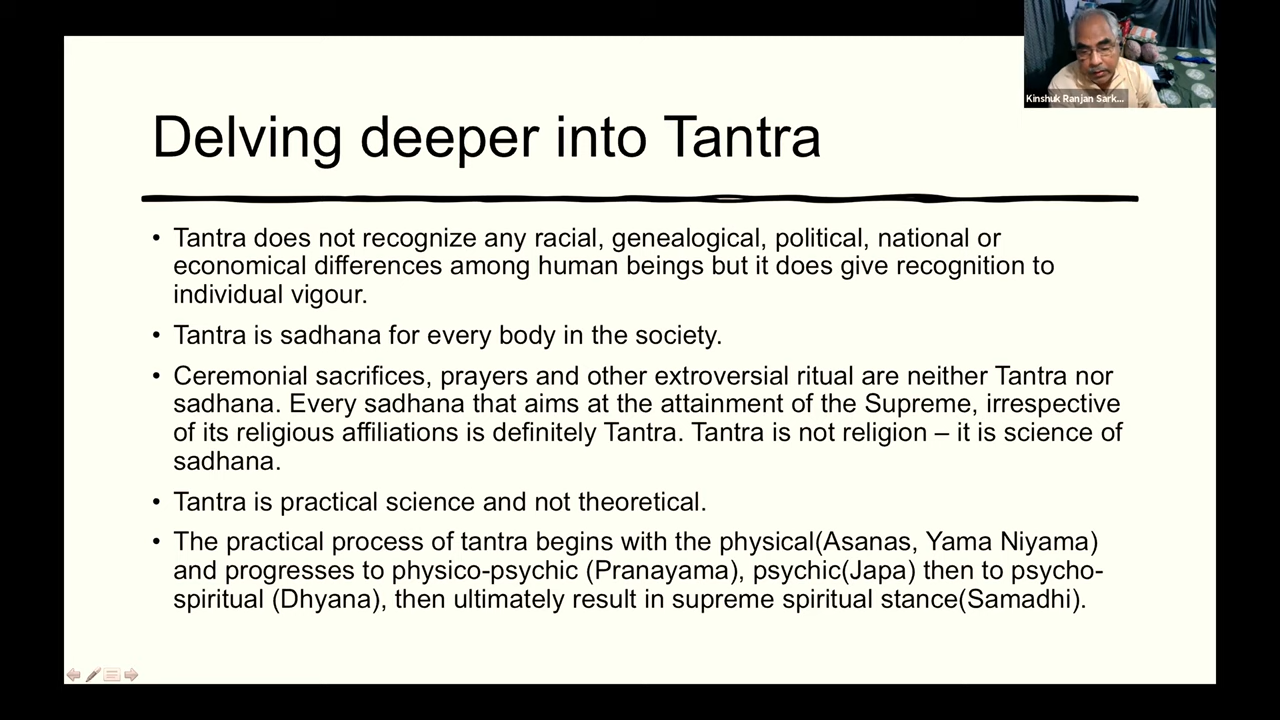 Kinshuk Ranjan Sark...
Delving deeper into Tantra
• Tantra does not recognize any racial, genealogical, political, national or
economical differences among human beings but it does give recognition to
individual vigour.
• Tantra is sadhana for every body in the society.
• Ceremonial sacrifices, prayers and other extroversial ritual are neither Tantra nor
sadhana. Every sadhana that aims at the attainment of the Supreme, irrespective
of its religious affiliations is definitely Tantra. Tantra is not religion – it is science of
sadhana.
• Tantra is practical science and not theoretical.
• The practical process of tantra begins with the physical(Asanas, Yama Niyama)
and progresses to physico-psychic (Pranayama), psychic(Japa) then to psycho-
spiritual (Dhyana), then ultimately result in supreme spiritual stance(Samadhi).